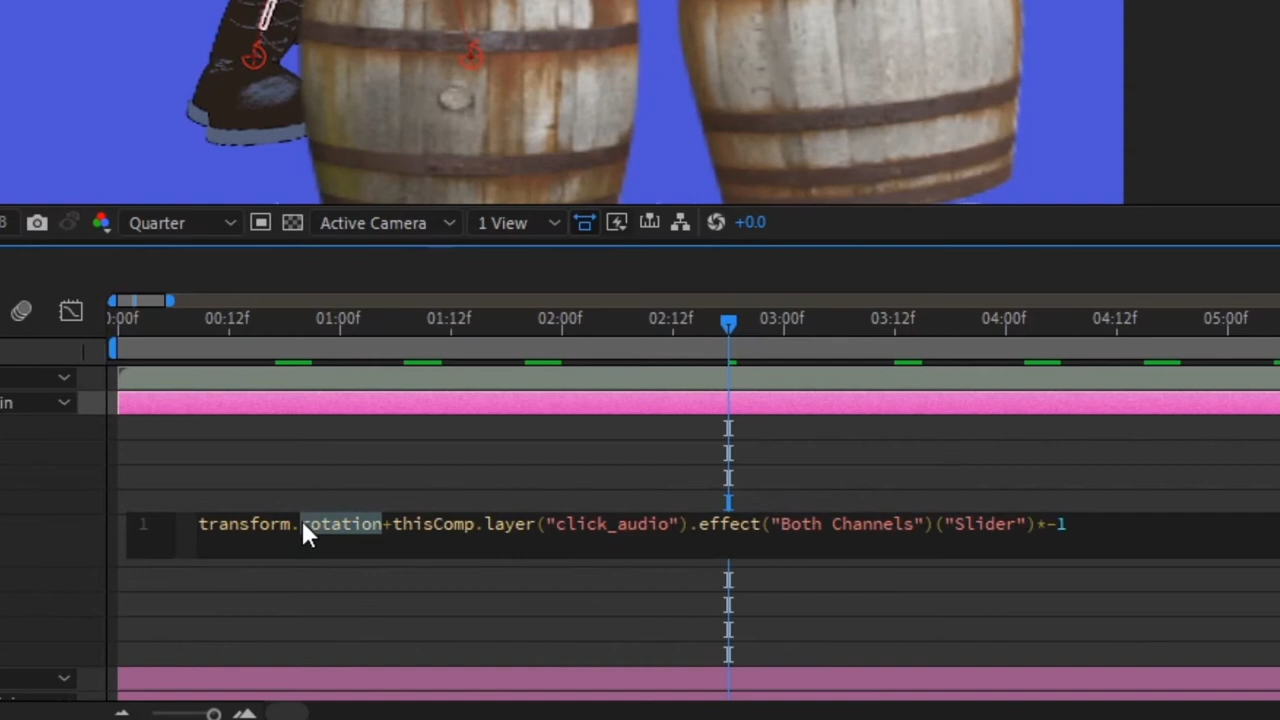 8 Quarter Active Camera 1 View +0.0
0:00f 00:12f 01:00f 01:12f 02:00f 02:12f 03:00f 03:12f 04:00f 04:12f 05:00f
in
1 transform.rotation+thisComp.layer("click_audio").effect("Both Channels")("Slider")*-1